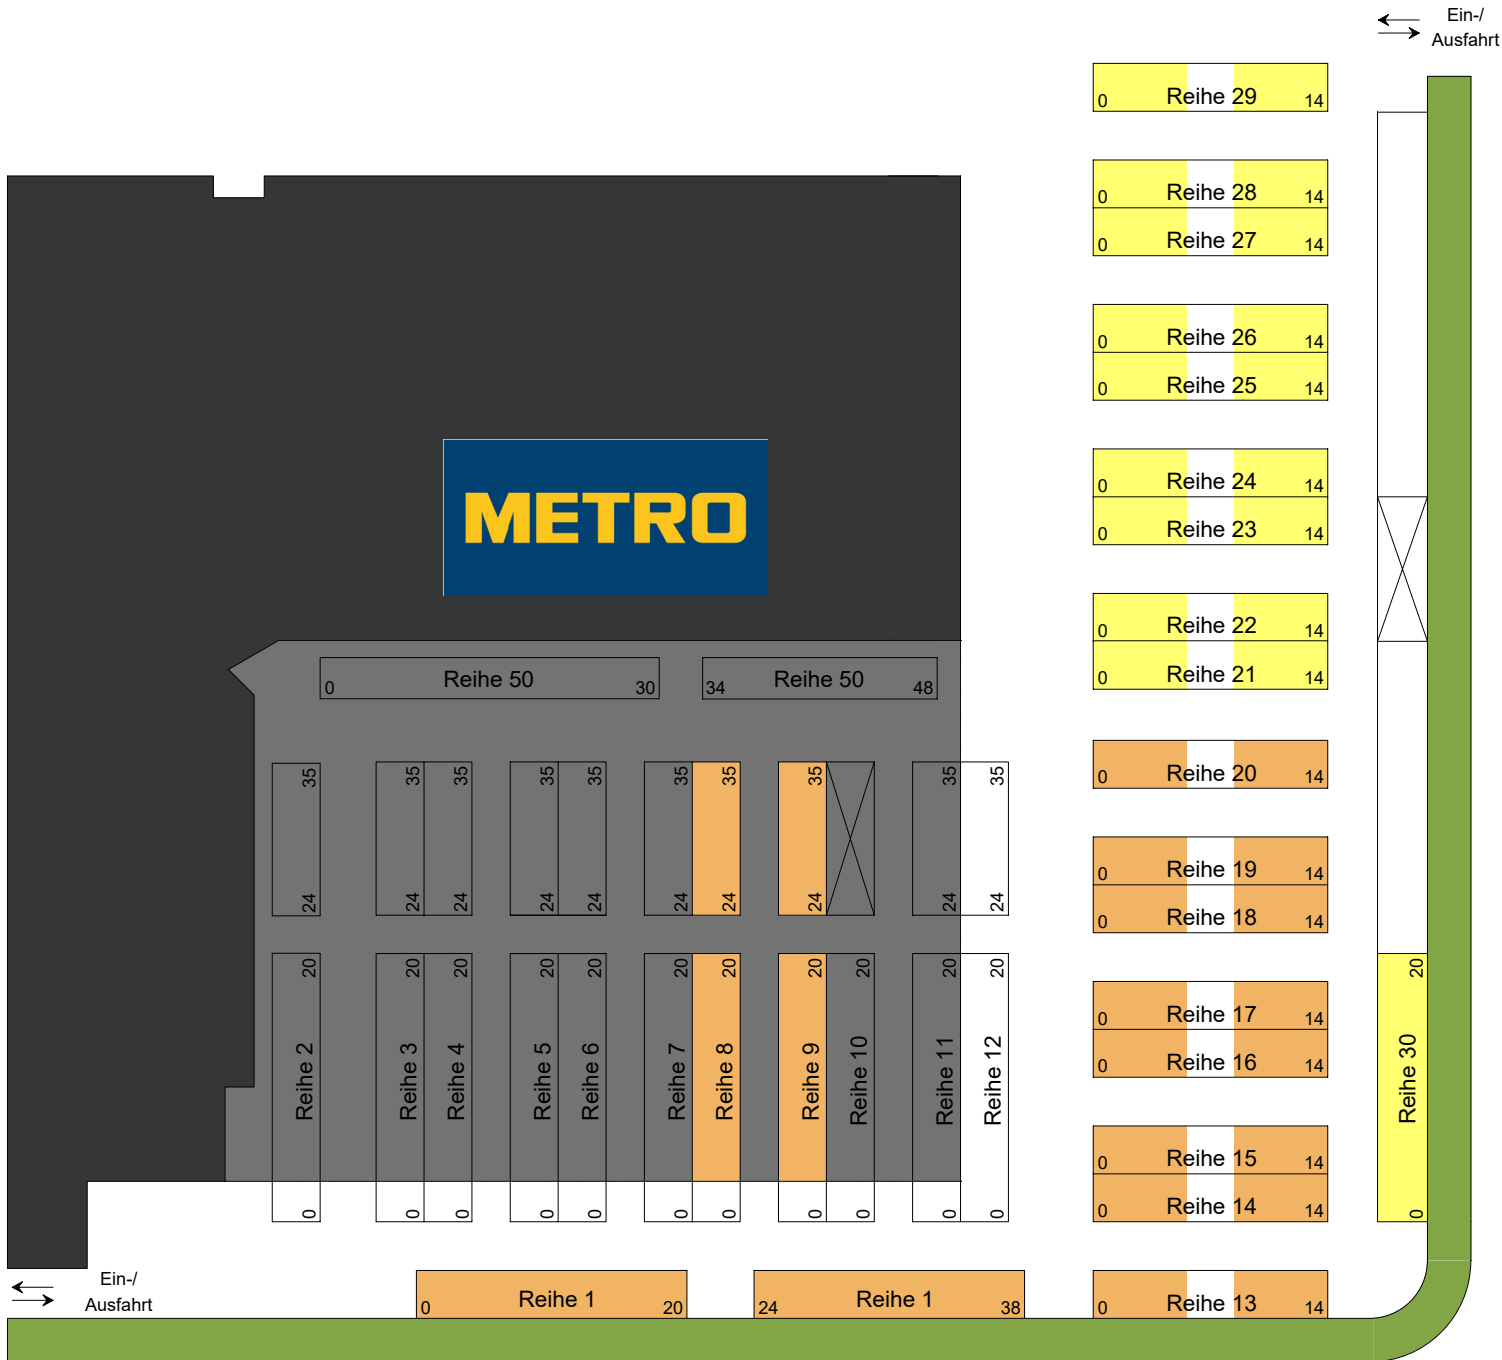 Ein-/
Ausfahrt
0 Reihe 29 14
0 Reihe 28 14
0 Reihe 27 14
0 Reihe 26 14
0 Reihe 25 14
METRO
0 Reihe 24 14
0 Reihe 23 14
0 Reihe 22 14
0 Reihe 21 14
0 Reihe 50 30
34 Reihe 50 48
35 35 35 35 35 35 35 35 35 35
24 24 24 24 24 24 24 24 24 24
0 Reihe 20 14
0 Reihe 19 14
0 Reihe 18 14
0 Reihe 2 20
0 Reihe 3 20
0 Reihe 4 20
0 Reihe 5 20
0 Reihe 6 20
0 Reihe 7 20
0 Reihe 8 20
0 Reihe 9 20
0 Reihe 10 20
0 Reihe 11 20
0 Reihe 12 20
0 Reihe 17 14
0 Reihe 16 14
0 Reihe 15 14
0 Reihe 14 14
0 Reihe 30 20
Ein-/
Ausfahrt
0 Reihe 1 20
24 Reihe 1 38
0 Reihe 13 14